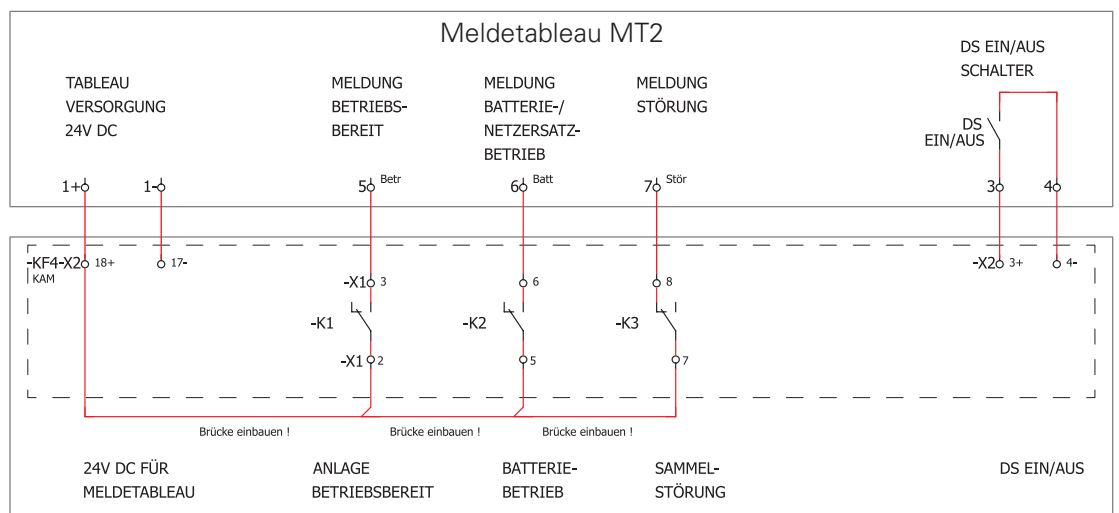 Meldetableau MT2
TABLEAU
VERSORGUNG
24V DC
MELDUNG
BETRIEBS-
BEREIT
MELDUNG
BATTERIE-/
NETZERSATZ-
BETRIEB
MELDUNG
STÖRUNG
DS EIN/AUS
SCHALTER
DS
EIN/AUS
1+
1-
5 Betr
6 Batt
7 Stör
3
4
-KF4-X2 18+
KAM
17-
-X1 3
6
8
-X2 3+
4-
-K1
-K2
-K3
-X1 2
5
7
Brücke einbauen !
Brücke einbauen !
Brücke einbauen !
24V DC FÜR
MELDETABLEAU
ANLAGE
BETRIEBSBEREIT
BATTERIE-
BETRIEB
SAMMEL-
STÖRUNG
DS EIN/AUS